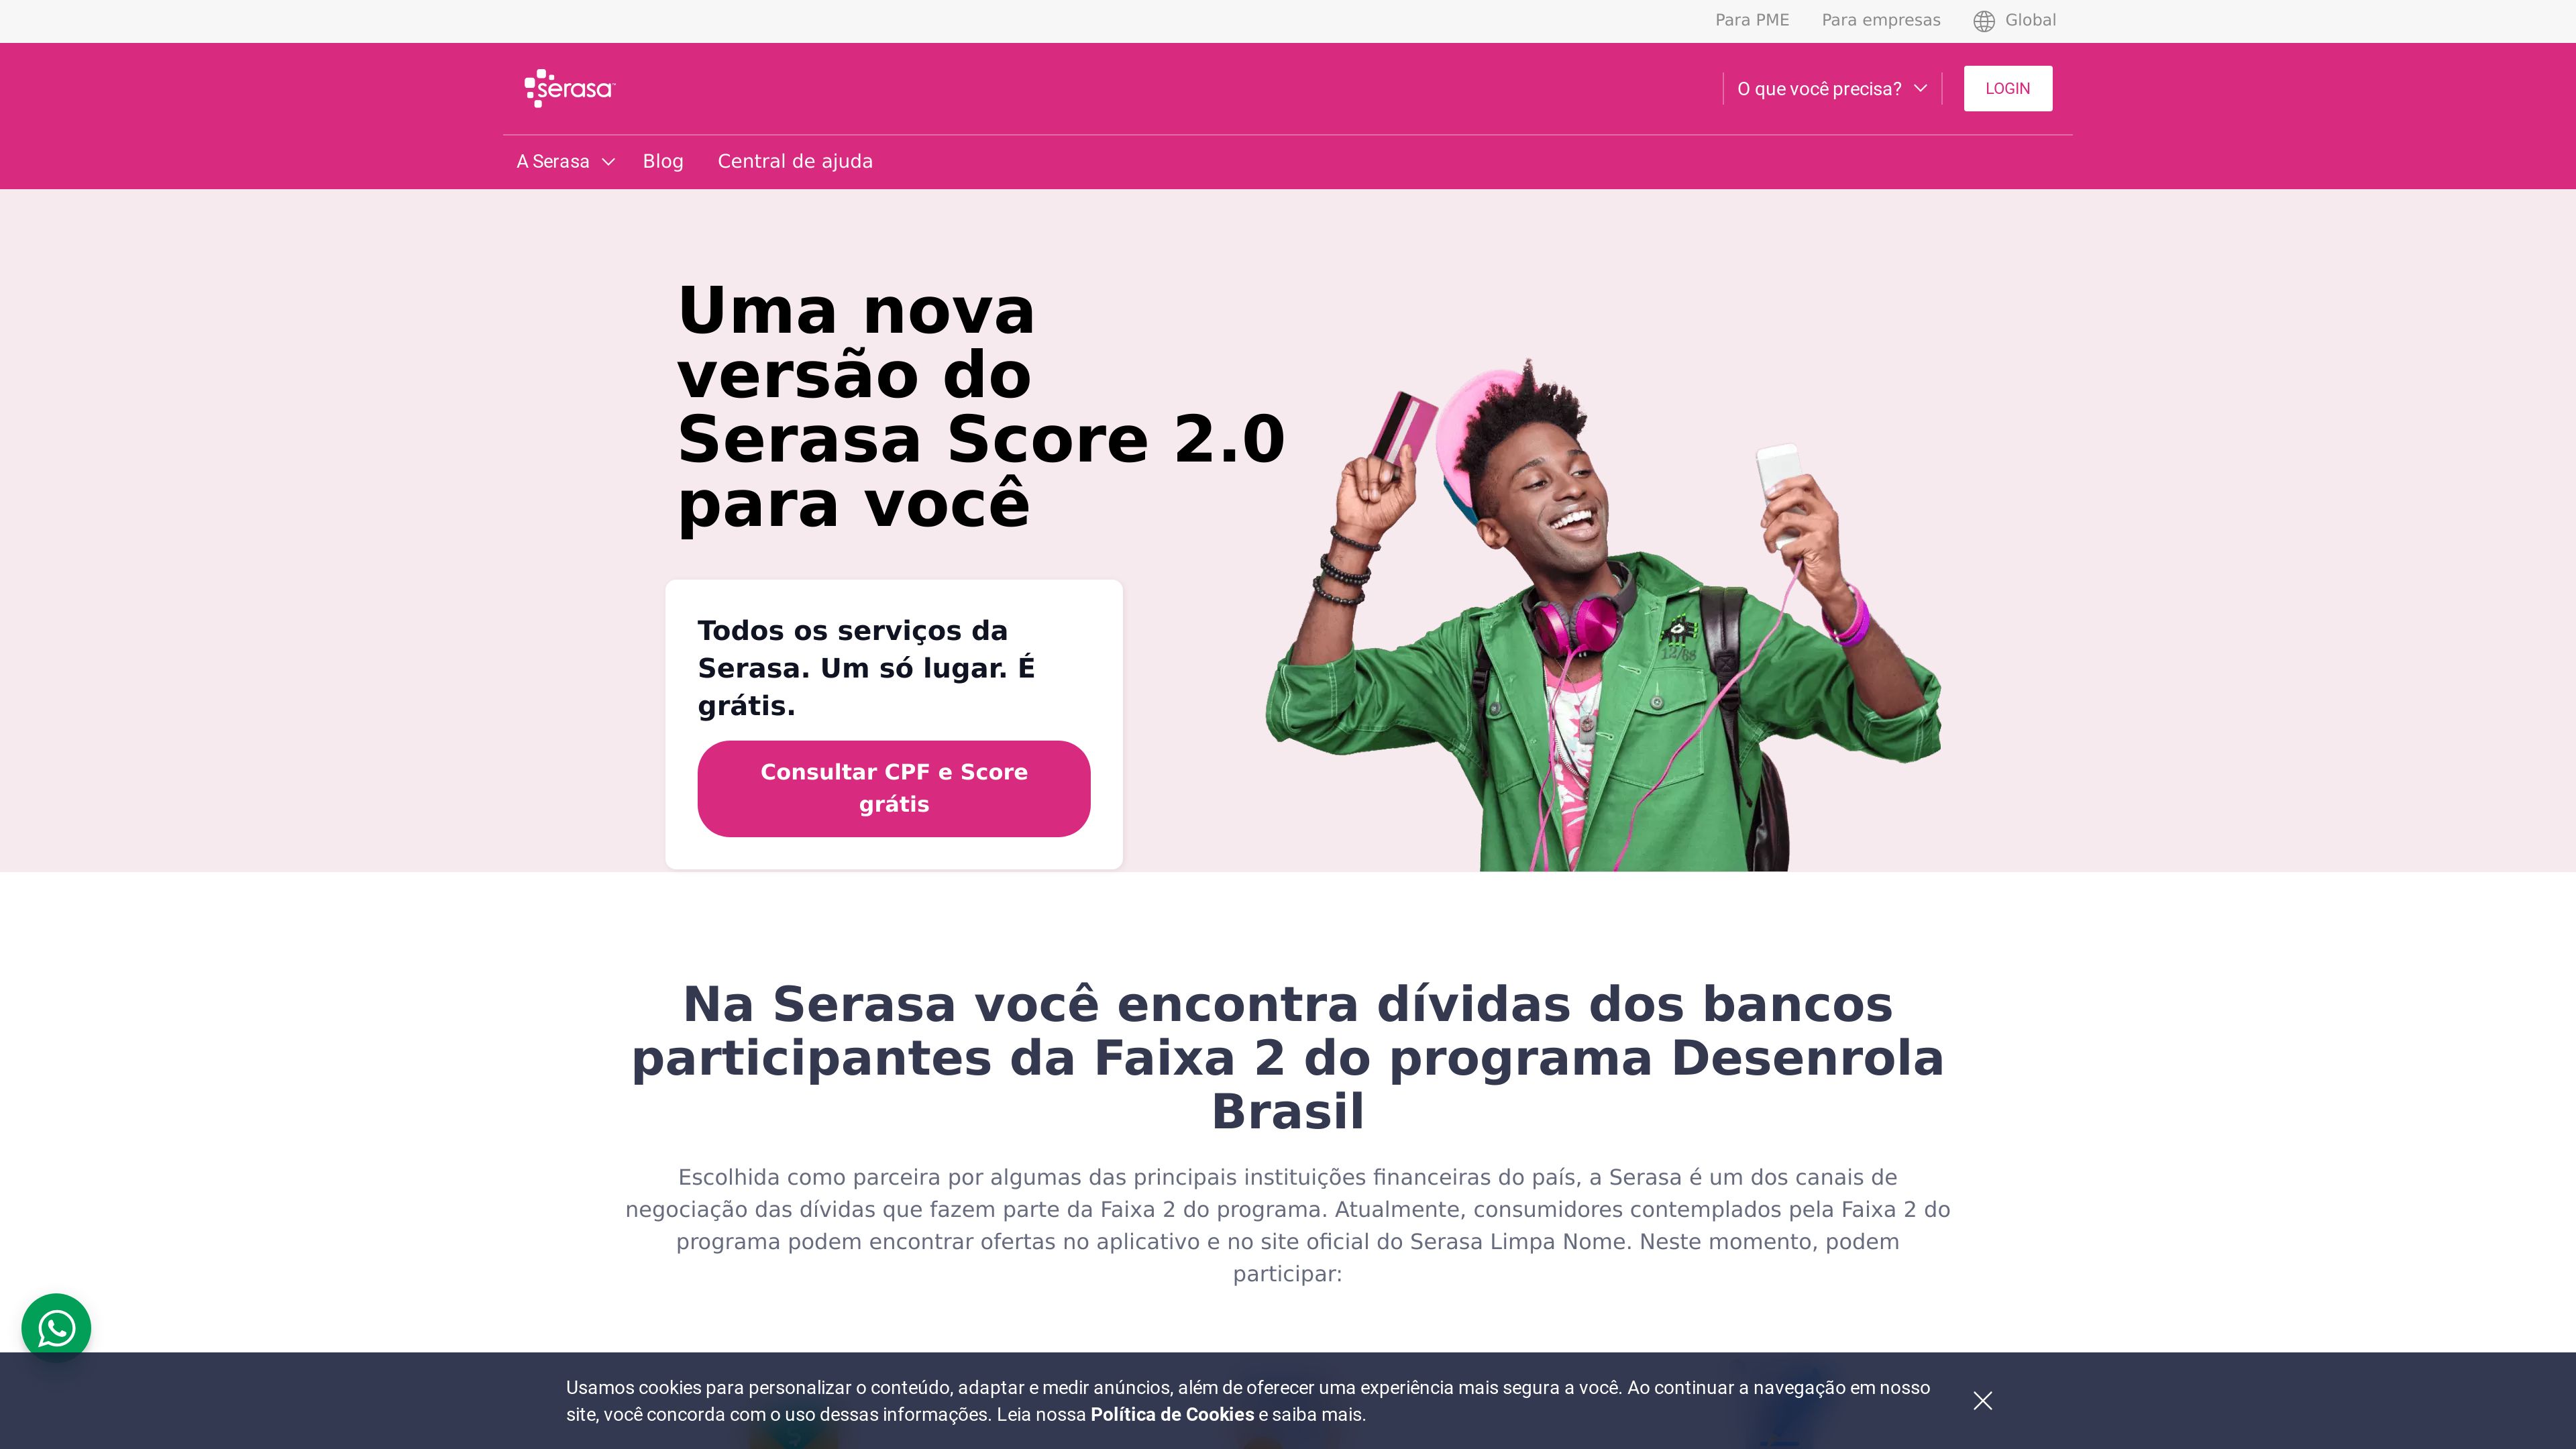 Para PME Para empresas Global
serasa
O que você precisa? LOGIN
A Serasa Blog Central de ajuda
Uma nova
versão do
Serasa Score 2.0
para você
12/68
Todos os serviços da
Serasa. Um só lugar. É
grátis.
Consultar CPF e Score
grátis
Na Serasa você encontra dívidas dos bancos
participantes da Faixa 2 do programa Desenrola
Brasil
Escolhida como parceira por algumas das principais instituições financeiras do país, a Serasa é um dos canais de
negociação das dívidas que fazem parte da Faixa 2 do programa. Atualmente, consumidores contemplados pela Faixa 2 do
programa podem encontrar ofertas no aplicativo e no site oficial do Serasa Limpa Nome. Neste momento, podem
participar:
Usamos cookies para personalizar o conteúdo, adaptar e medir anúncios, além de oferecer uma experiência mais segura a você. Ao continuar a navegação em nosso
site, você concorda com o uso dessas informações. Leia nossa Política de Cookies e saiba mais.